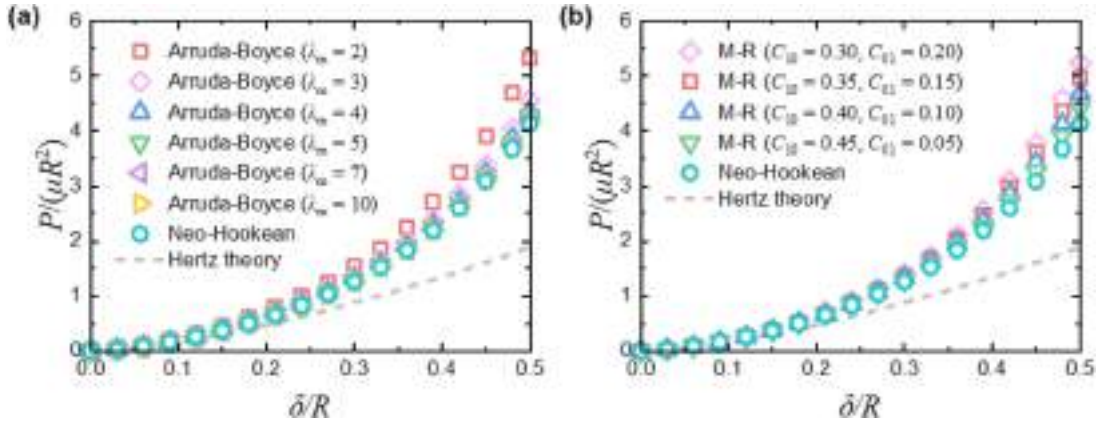 (a)
P/(μR²)
6
5
4
3
2
1
0
Arruda-Boyce (λₘ = 2)
Arruda-Boyce (λₘ = 3)
Arruda-Boyce (λₘ = 4)
Arruda-Boyce (λₘ = 5)
Arruda-Boyce (λₘ = 7)
Arruda-Boyce (λₘ = 10)
Neo-Hookean
Hertz theory
0.0 0.1 0.2 0.3 0.4 0.5
δ/R
(b)
P/(μR²)
6
5
4
3
2
1
0
M-R (C₁₀ = 0.30, C₀₁ = 0.20)
M-R (C₁₀ = 0.35, C₀₁ = 0.15)
M-R (C₁₀ = 0.40, C₀₁ = 0.10)
M-R (C₁₀ = 0.45, C₀₁ = 0.05)
Neo-Hookean
Hertz theory
0.0 0.1 0.2 0.3 0.4 0.5
δ/R